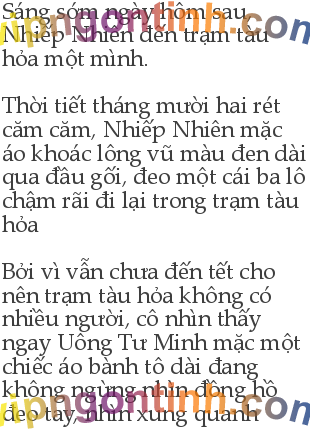 Sáng sớm ngày hôm sau
Nhiếp Nhiên đến trạm tàu
hỏa một mình.
Thời tiết tháng mười hai rét
căm căm, Nhiếp Nhiên mặc
áo khoác lông vũ màu đen dài
qua đầu gối, đeo một cái ba lô
chậm rãi đi lại trong trạm tàu
hỏa
Bởi vì vẫn chưa đến tết cho
nên trạm tàu hỏa không có
nhiều người, cô nhìn thấy
ngay Uông Tư Minh mặc một
chiếc áo bành tô dài đang
không ngừng nhìn đồng hồ
đeo tay, nhìn xung quanh
vipngontinh.com